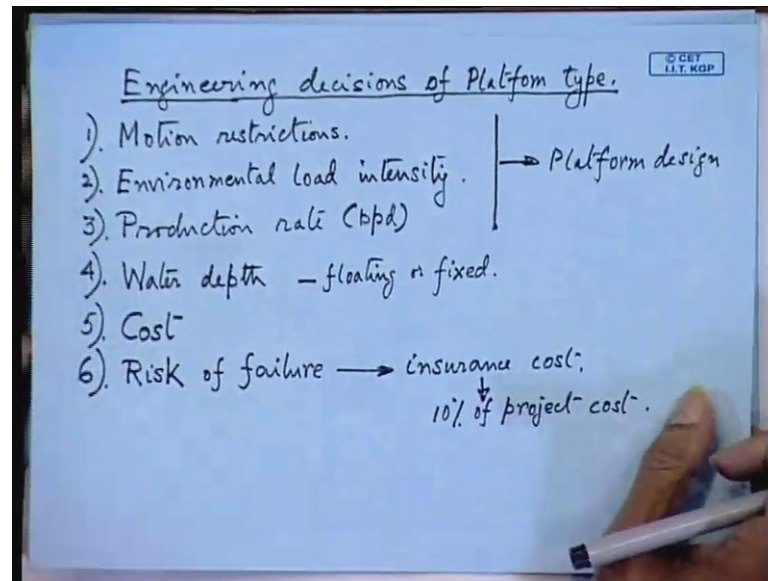 Engineering decisions of Platfom type.
© CET
I.I.T. KGP
1). Motion restrictions.
2). Environmental load intensity. → Platform design
3). Production rate (bpd)
4). Water depth – floating or fixed.
5). Cost
6). Risk of failure → insurance cost;
↓
10% of project cost.